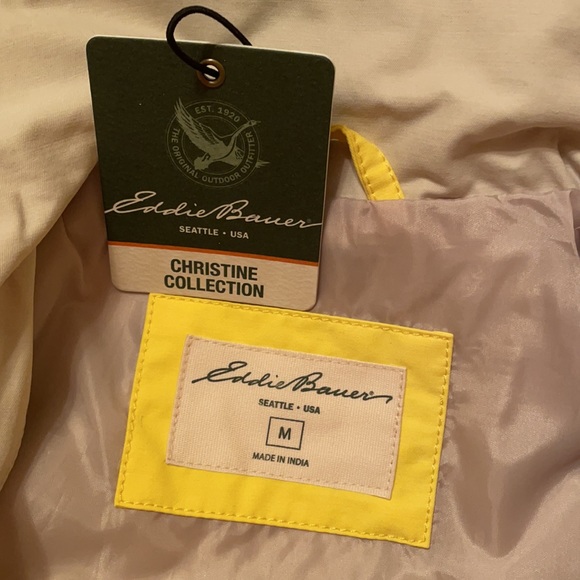 EST. 1920
THE ORIGINAL OUTDOOR OUTFITTER
Eddie Bauer
SEATTLE • USA
CHRISTINE
COLLECTION
Eddie Bauer
SEATTLE • USA
M
MADE IN INDIA